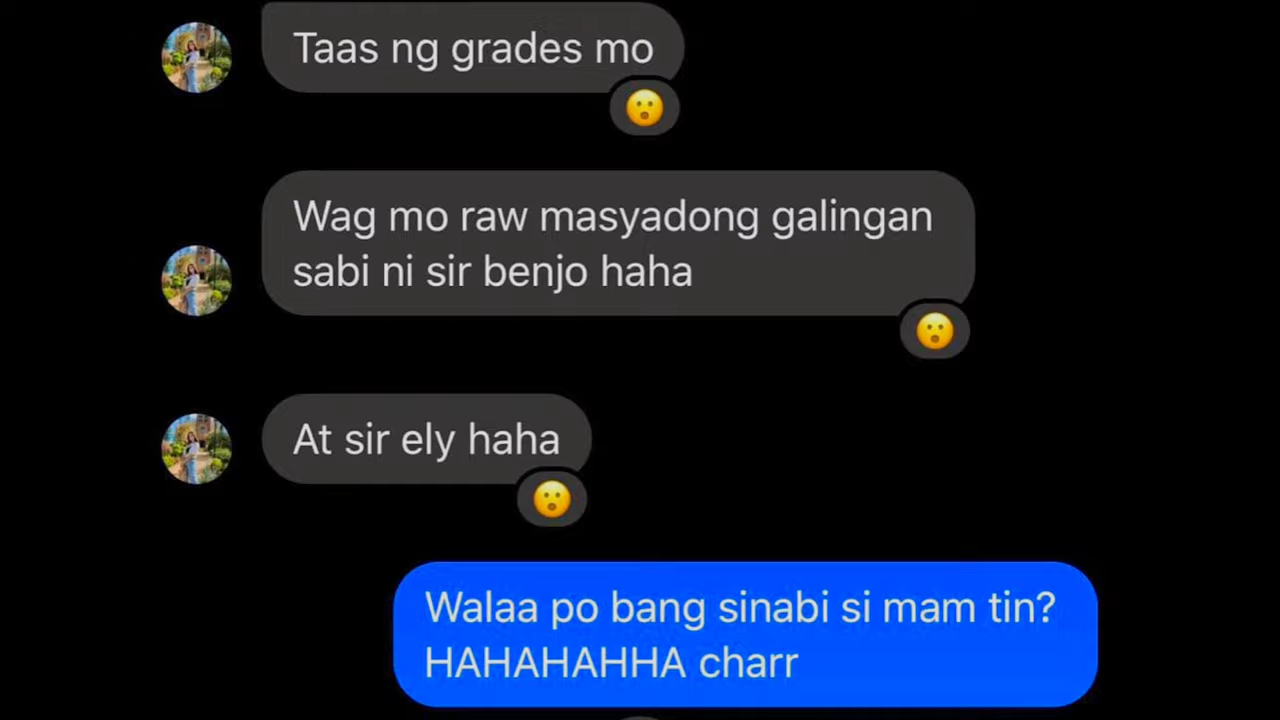 Taas ng grades mo
Wag mo raw masyadong galingan
sabi ni sir benjo haha
At sir ely haha
Walaa po bang sinabi si mam tin?
HAHAHAHHA charr